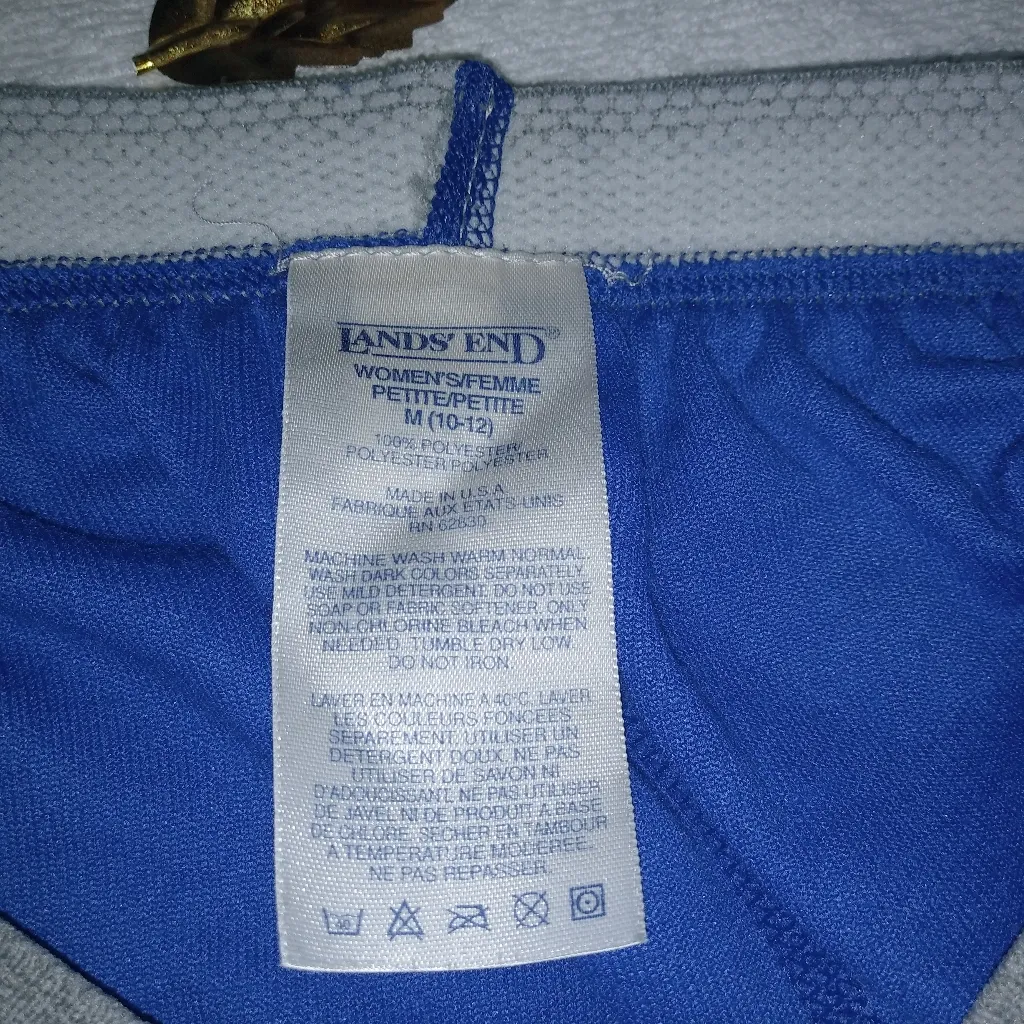 LANDS' END®
WOMEN'S/FEMME
PETITE/PETITE
M (10-12)
100% POLYESTER/
POLYESTER/POLYESTER
MADE IN U.S.A
FABRIQUE AUX ETATS-UNIS
RN 62830
MACHINE WASH WARM NORMAL,
WASH DARK COLORS SEPARATELY.
USE MILD DETERGENT, DO NOT USE
SOAP OR FABRIC SOFTENER, ONLY
NON-CHLORINE BLEACH WHEN
NEEDED, TUMBLE DRY LOW.
DO NOT IRON.
LAVER EN MACHINE A 40°C. LAVER
LES COULEURS FONCEES
SEPAREMENT. UTILISER UN
DETERGENT DOUX. NE PAS
UTILISER DE SAVON NI
D'ADOUCISSANT. NE PAS UTILISER
DE JAVEL NI DE PRODUIT A BASE
DE CHLORE. SECHER EN TAMBOUR
A TEMPERATURE MODEREE.
NE PAS REPASSER.